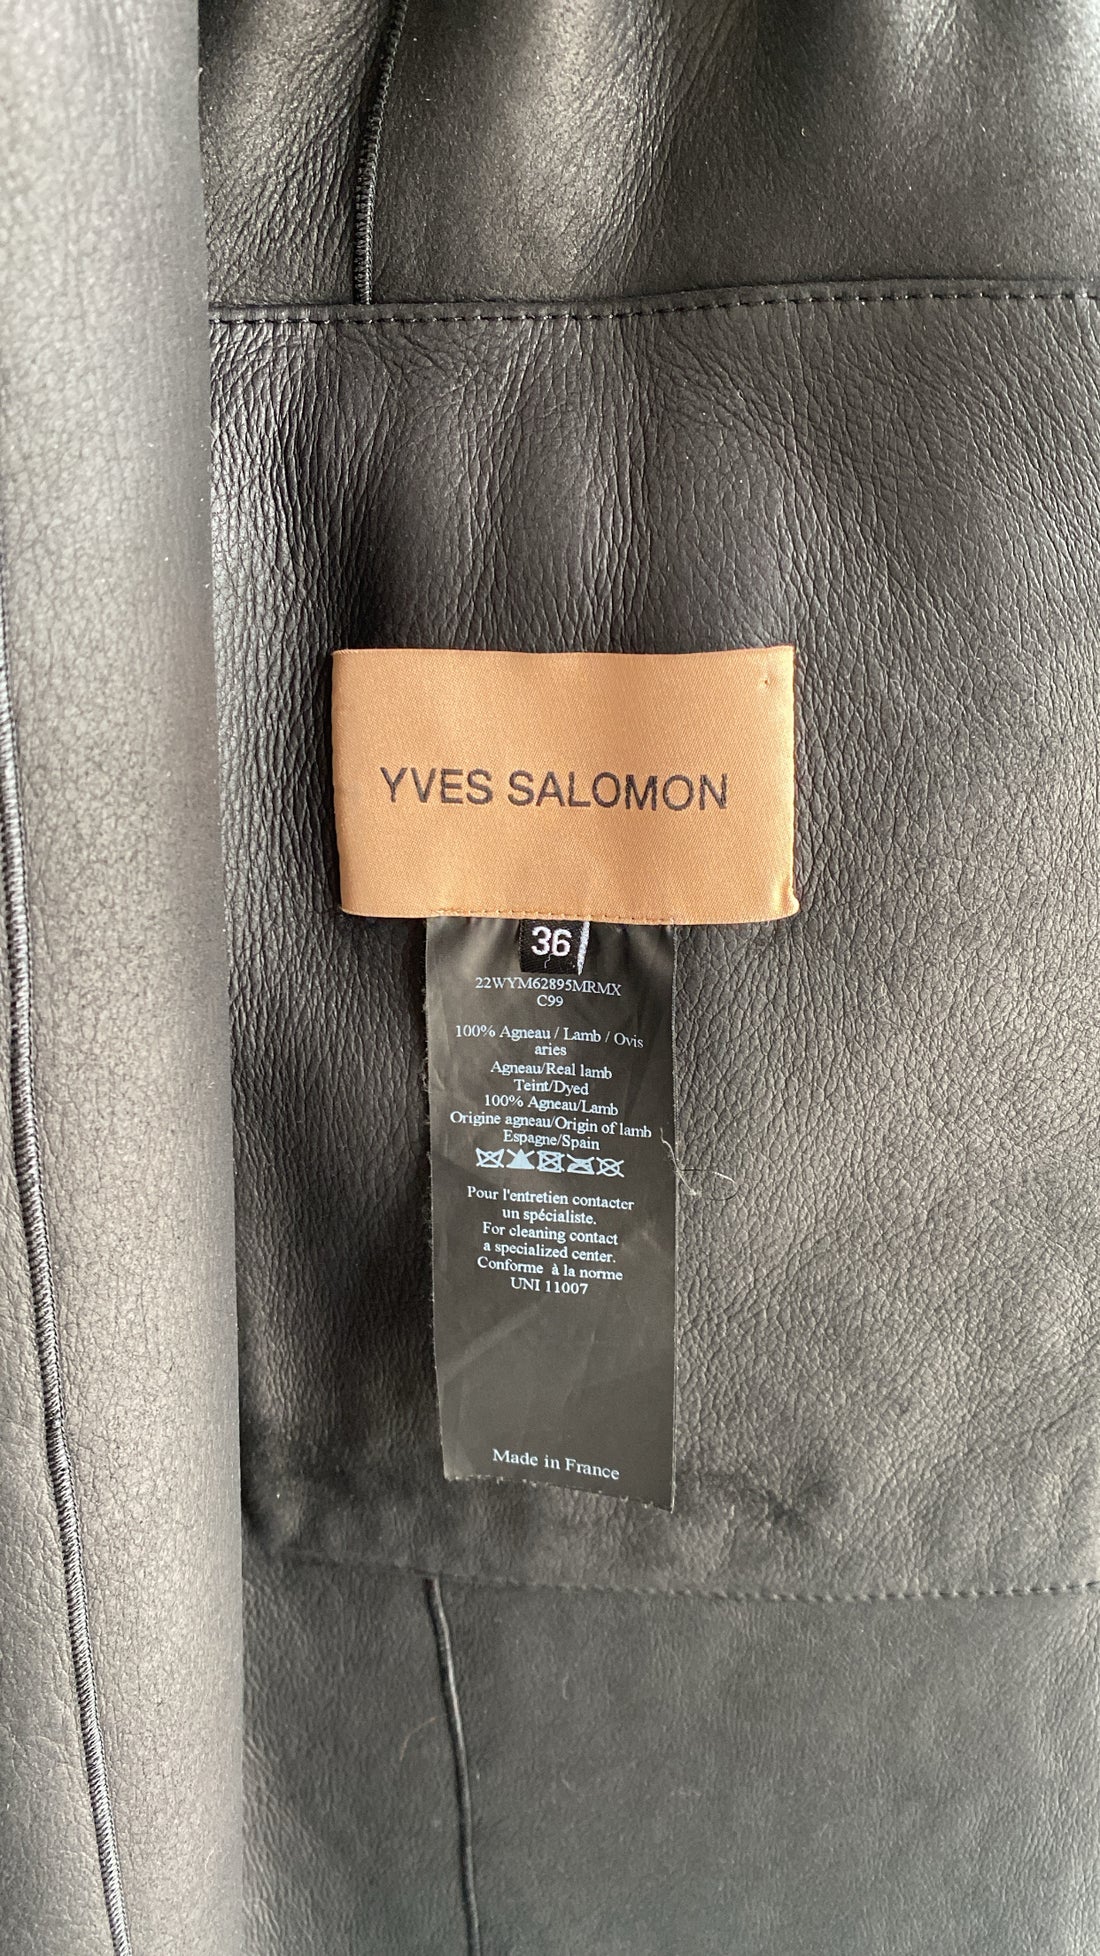 YVES SALOMON
36
22WYM62895MRMX
C99
100% Agneau / Lamb / Ovis
aries
Agneau/Real lamb
Teint/Dyed
100% Agneau/Lamb
Origine agneau/Origin of lamb
Espagne/Spain
Pour l'entretien contacter
un spécialiste.
For cleaning contact
a specialized center.
Conforme à la norme
UNI 11007
Made in France